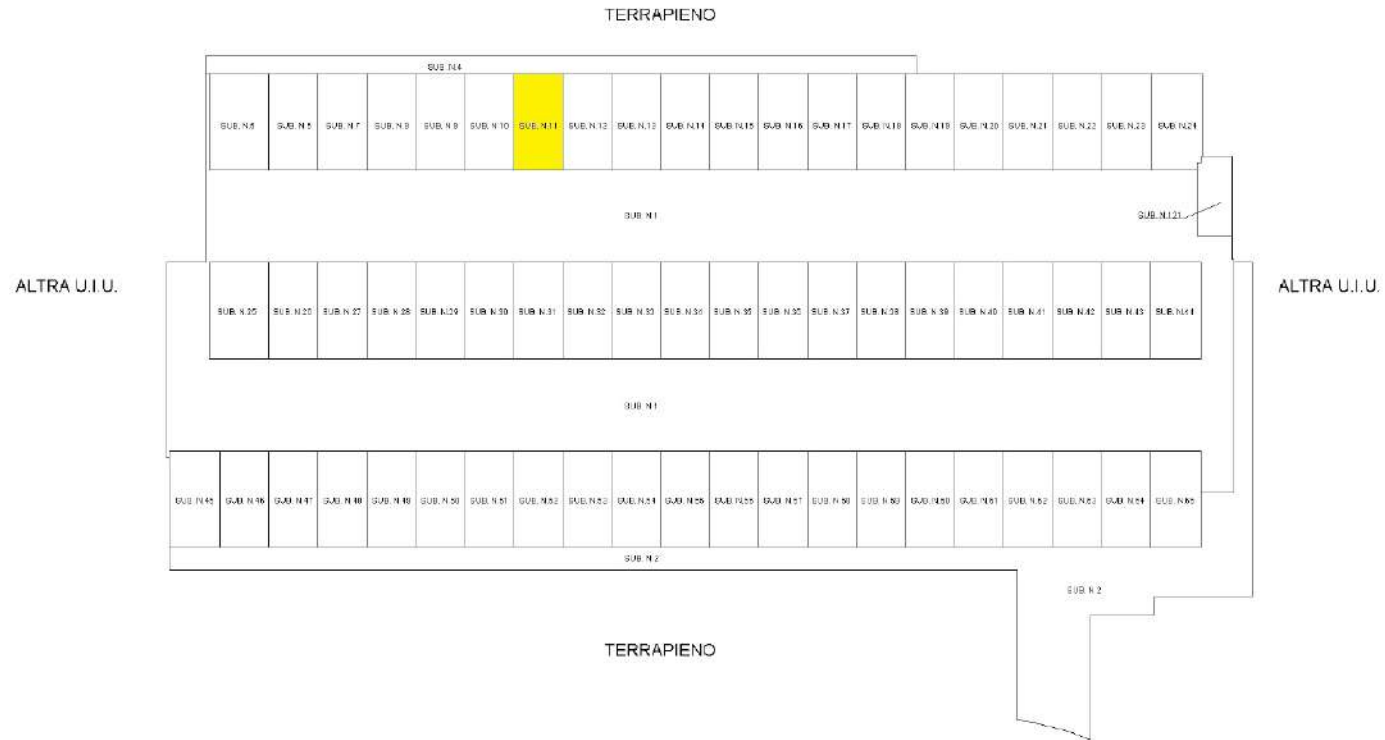 TERRAPIENO
SUB. N.4
SUB. N.5 SUB. N.7 SUB. N.8 SUB. N.9 SUB. N.10 SUB. N.11 SUB. N.12 SUB. N.13 SUB. N.14 SUB. N.15 SUB. N.16 SUB. N.17 SUB. N.18 SUB. N.19 SUB. N.20 SUB. N.21 SUB. N.22 SUB. N.23 SUB. N.24
SUB. N.1
SUB. N.121
ALTRA U.I.U.
ALTRA U.I.U.
SUB. N.25 SUB. N.26 SUB. N.27 SUB. N.28 SUB. N.29 SUB. N.30 SUB. N.31 SUB. N.32 SUB. N.33 SUB. N.34 SUB. N.35 SUB. N.36 SUB. N.37 SUB. N.38 SUB. N.39 SUB. N.40 SUB. N.41 SUB. N.42 SUB. N.43 SUB. N.44
SUB. N.1
SUB. N.45 SUB. N.46 SUB. N.47 SUB. N.48 SUB. N.49 SUB. N.50 SUB. N.51 SUB. N.52 SUB. N.53 SUB. N.54 SUB. N.55 SUB. N.56 SUB. N.57 SUB. N.58 SUB. N.59 SUB. N.60 SUB. N.61 SUB. N.62 SUB. N.63 SUB. N.64 SUB. N.65
SUB. N.2
SUB. N.2
TERRAPIENO